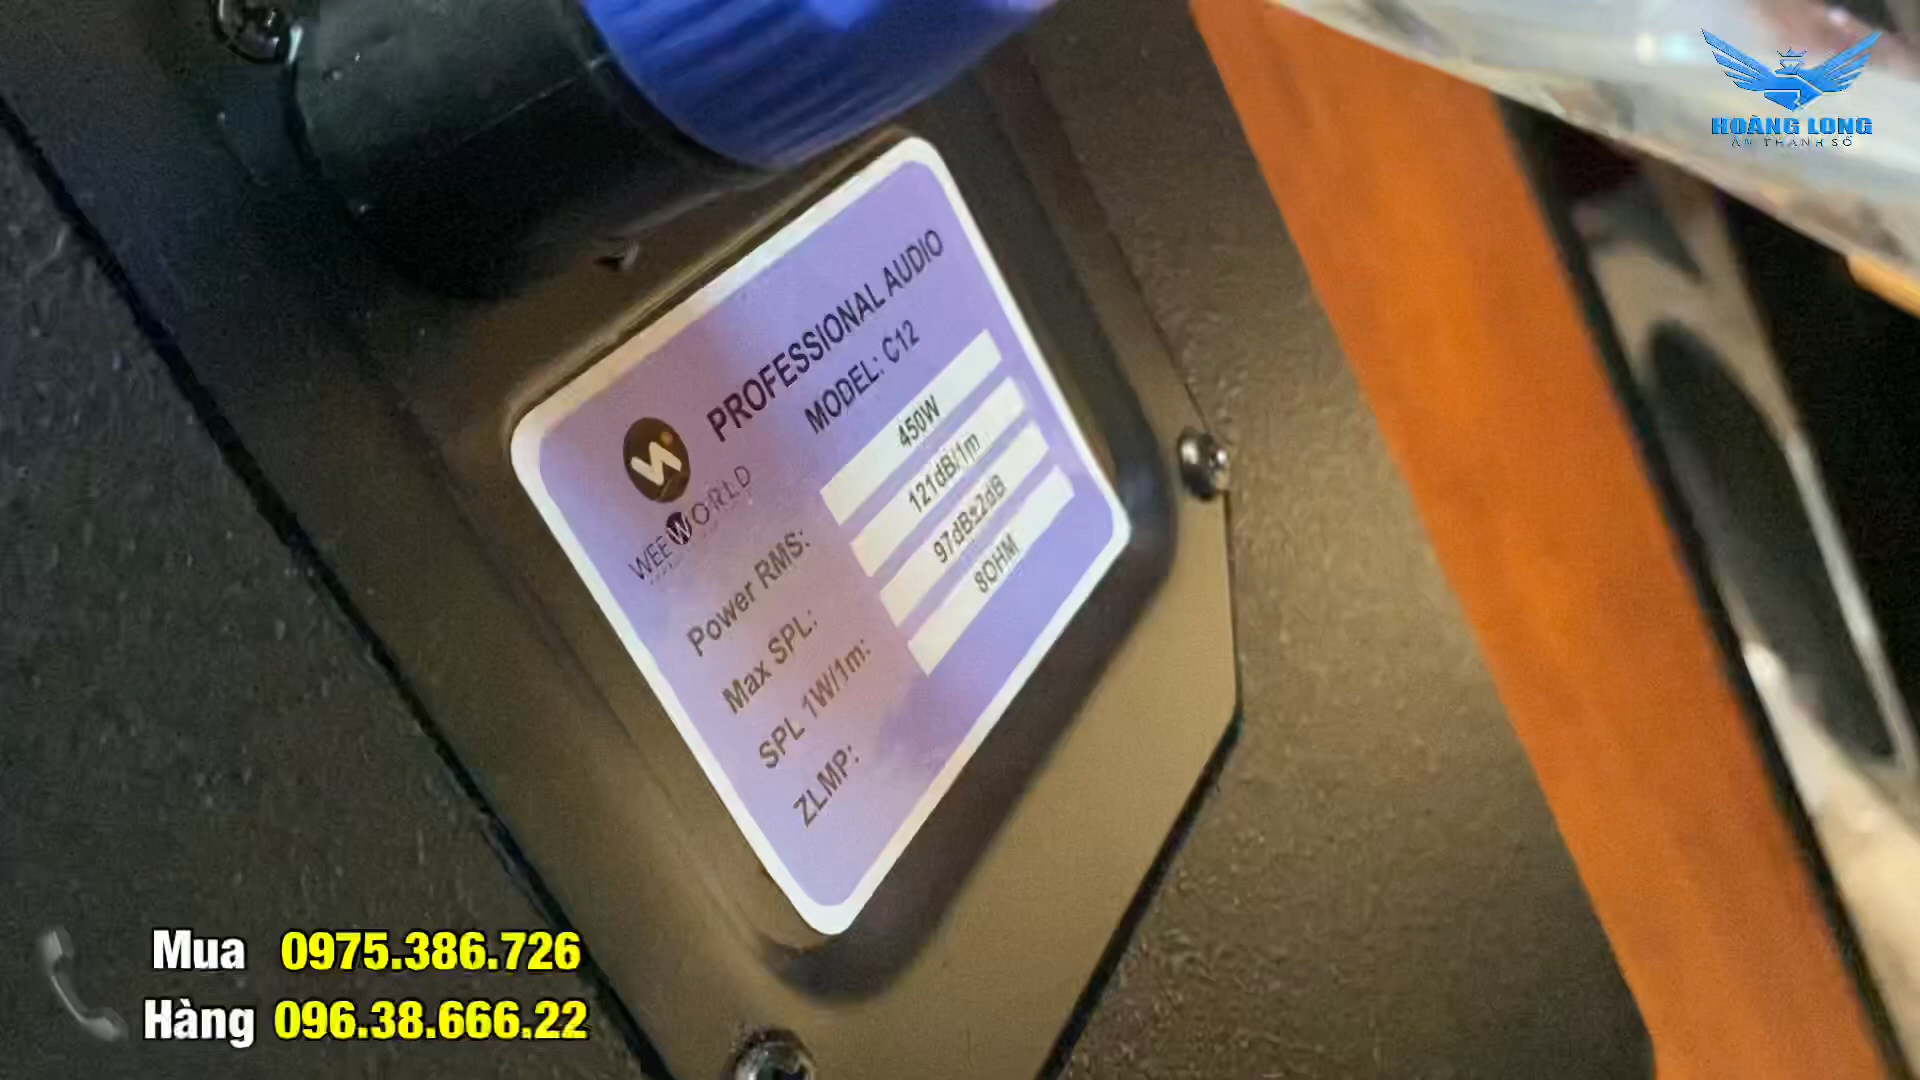 HOÀNG LONG
ÂM THANH SỐ
PROFESSIONAL AUDIO
MODEL: C12
WEEWORLD
Power RMS: 450W
Max SPL: 121dB/1m
SPL 1W/1m: 97dB±2dB
ZLMP: 8OHM
Mua 0975.386.726
Hàng 096.38.666.22